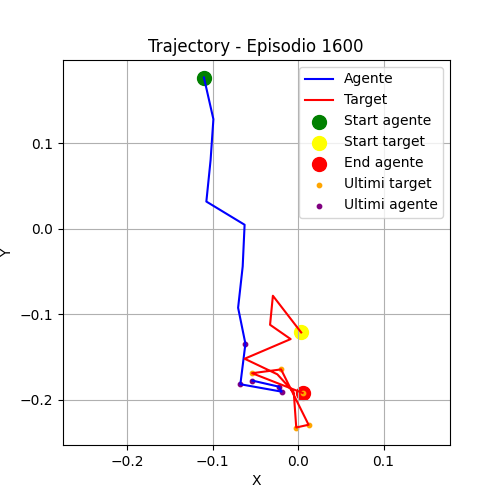 Trajectory - Episodio 1600
Agente
Target
Start agente
Start target
End agente
Ultimi target
Ultimi agente
Y
0.1
0.0
−0.1
−0.2
−0.2
−0.1
0.0
0.1
X